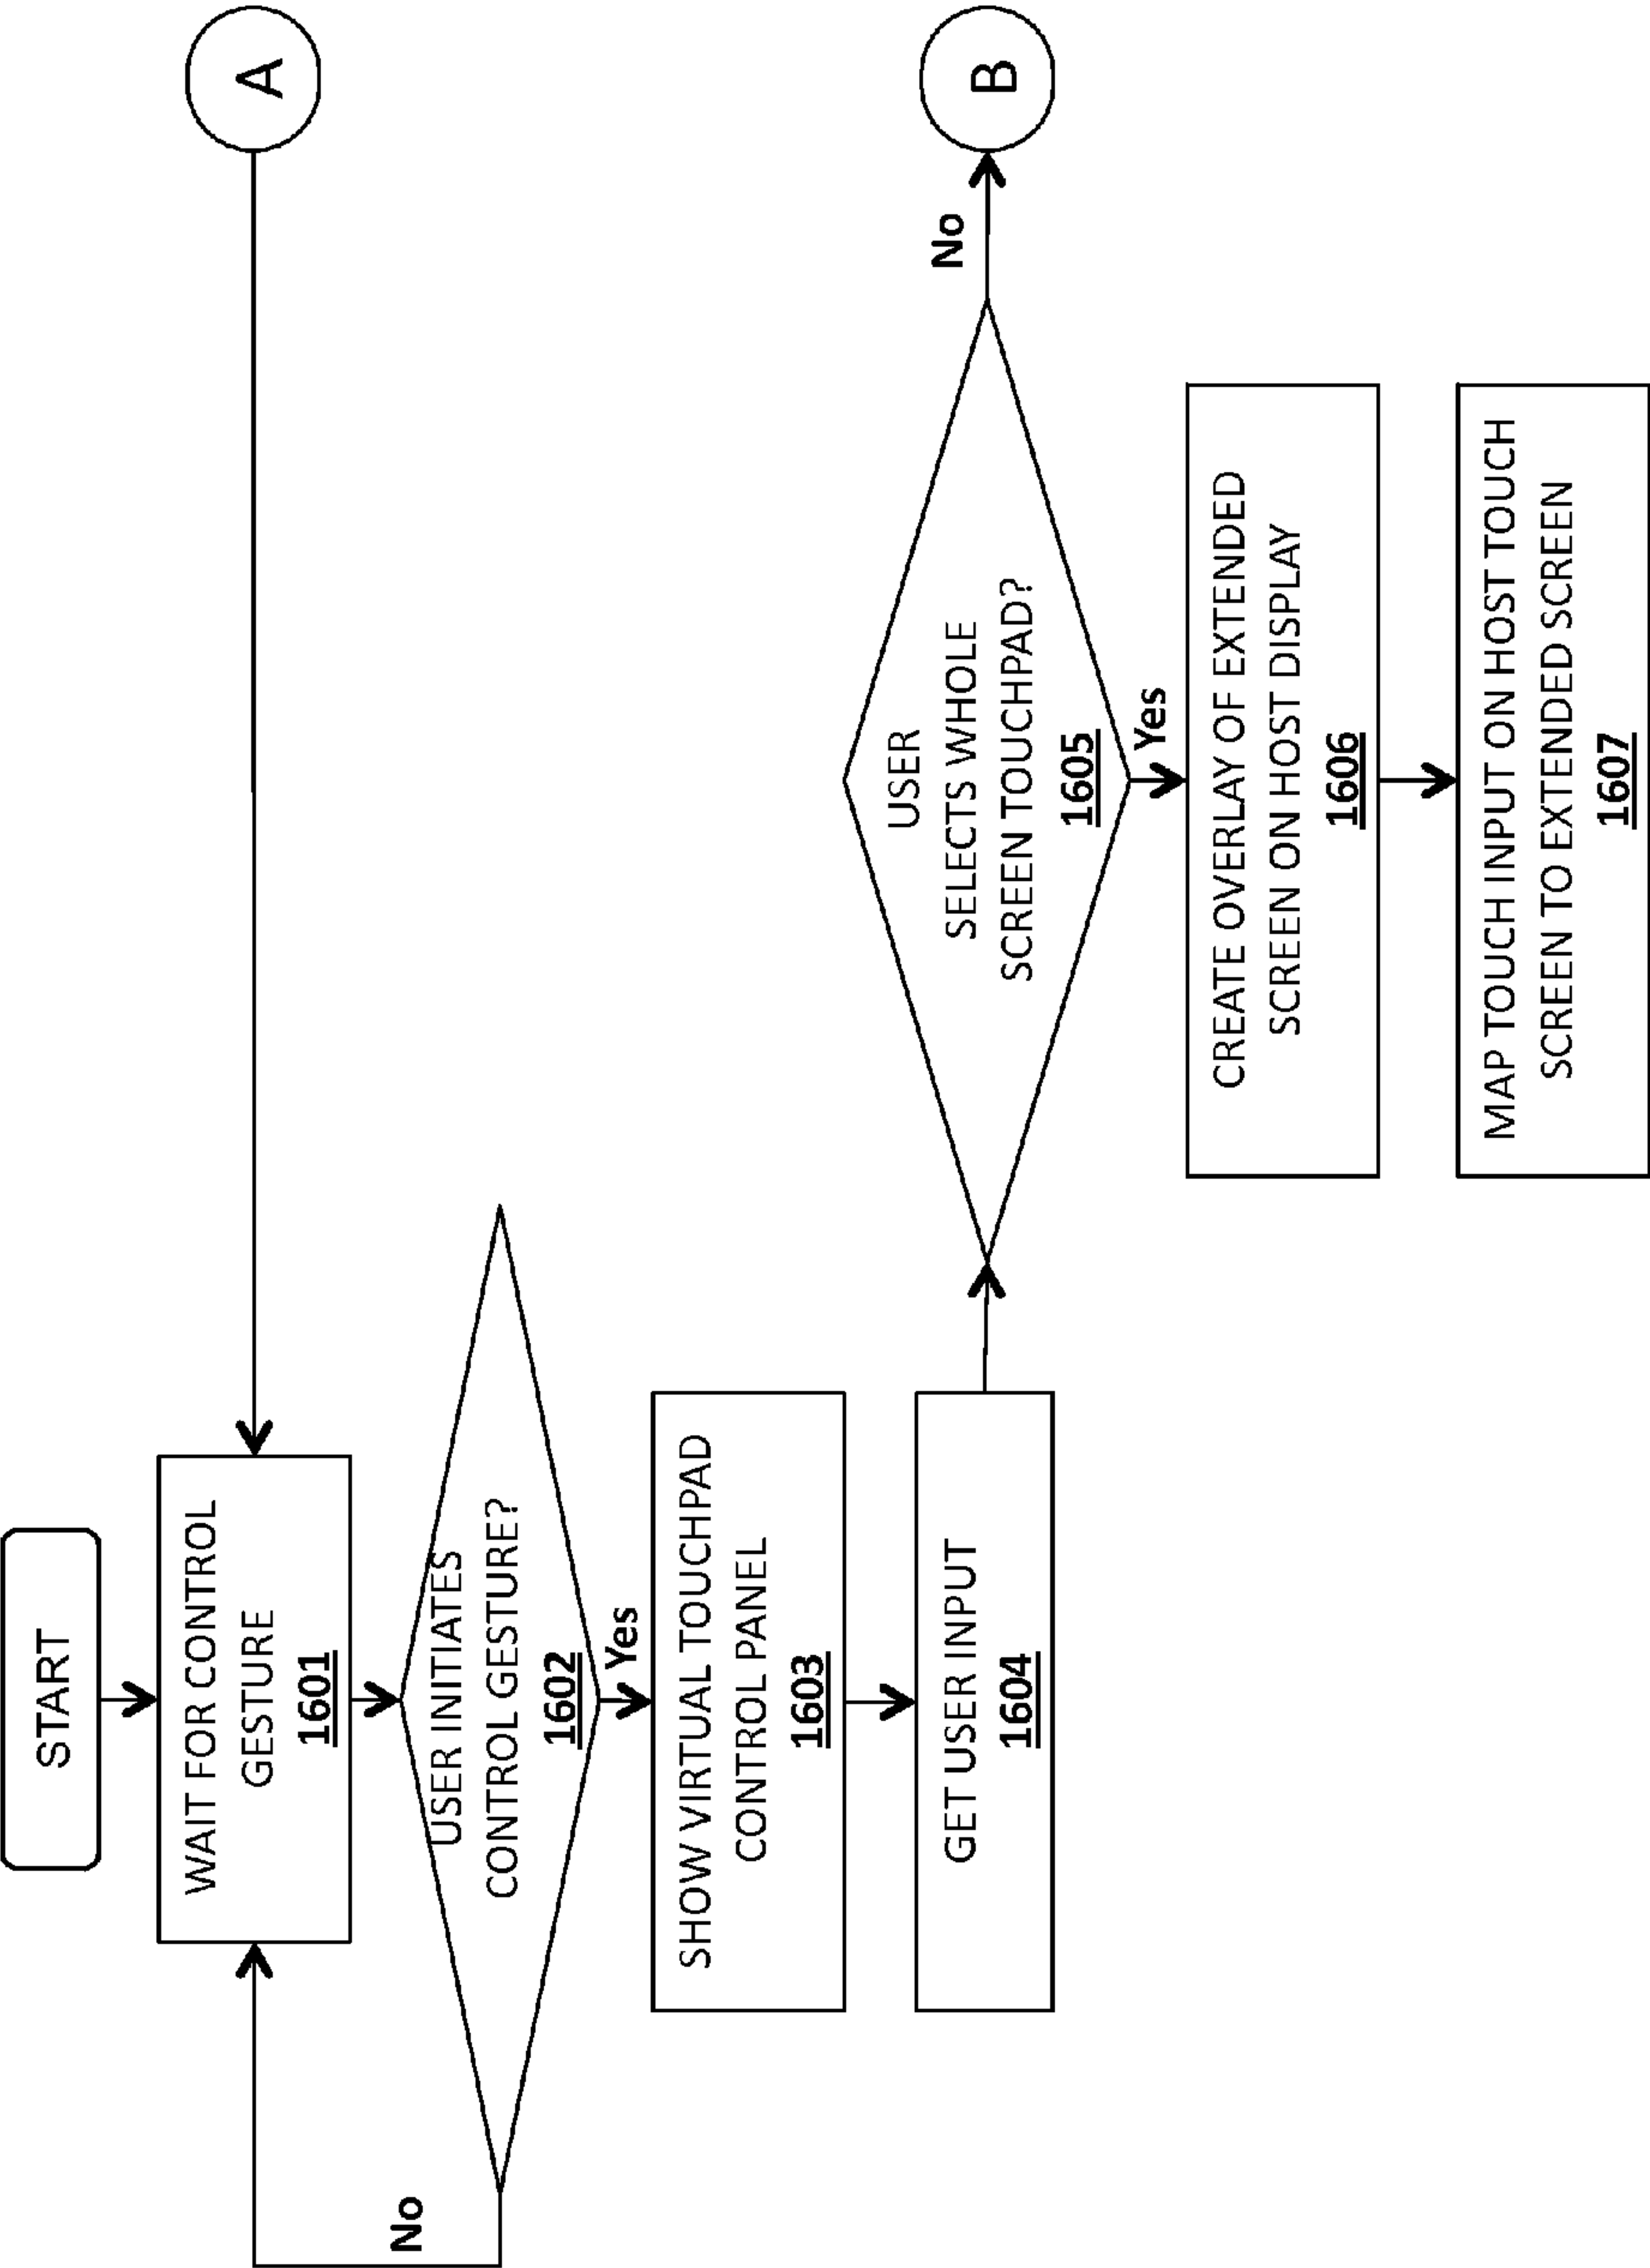 START
WAIT FOR CONTROL
GESTURE
1601
A
USER INITIATES
CONTROL GESTURE?
1602
No
Yes
SHOW VIRTUAL TOUCHPAD
CONTROL PANEL
1603
GET USER INPUT
1604
USER
SELECTS WHOLE
SCREEN TOUCHPAD?
1605
No
B
Yes
CREATE OVERLAY OF EXTENDED
SCREEN ON HOST DISPLAY
1606
MAP TOUCH INPUT ON HOST TOUCH
SCREEN TO EXTENDED SCREEN
1607